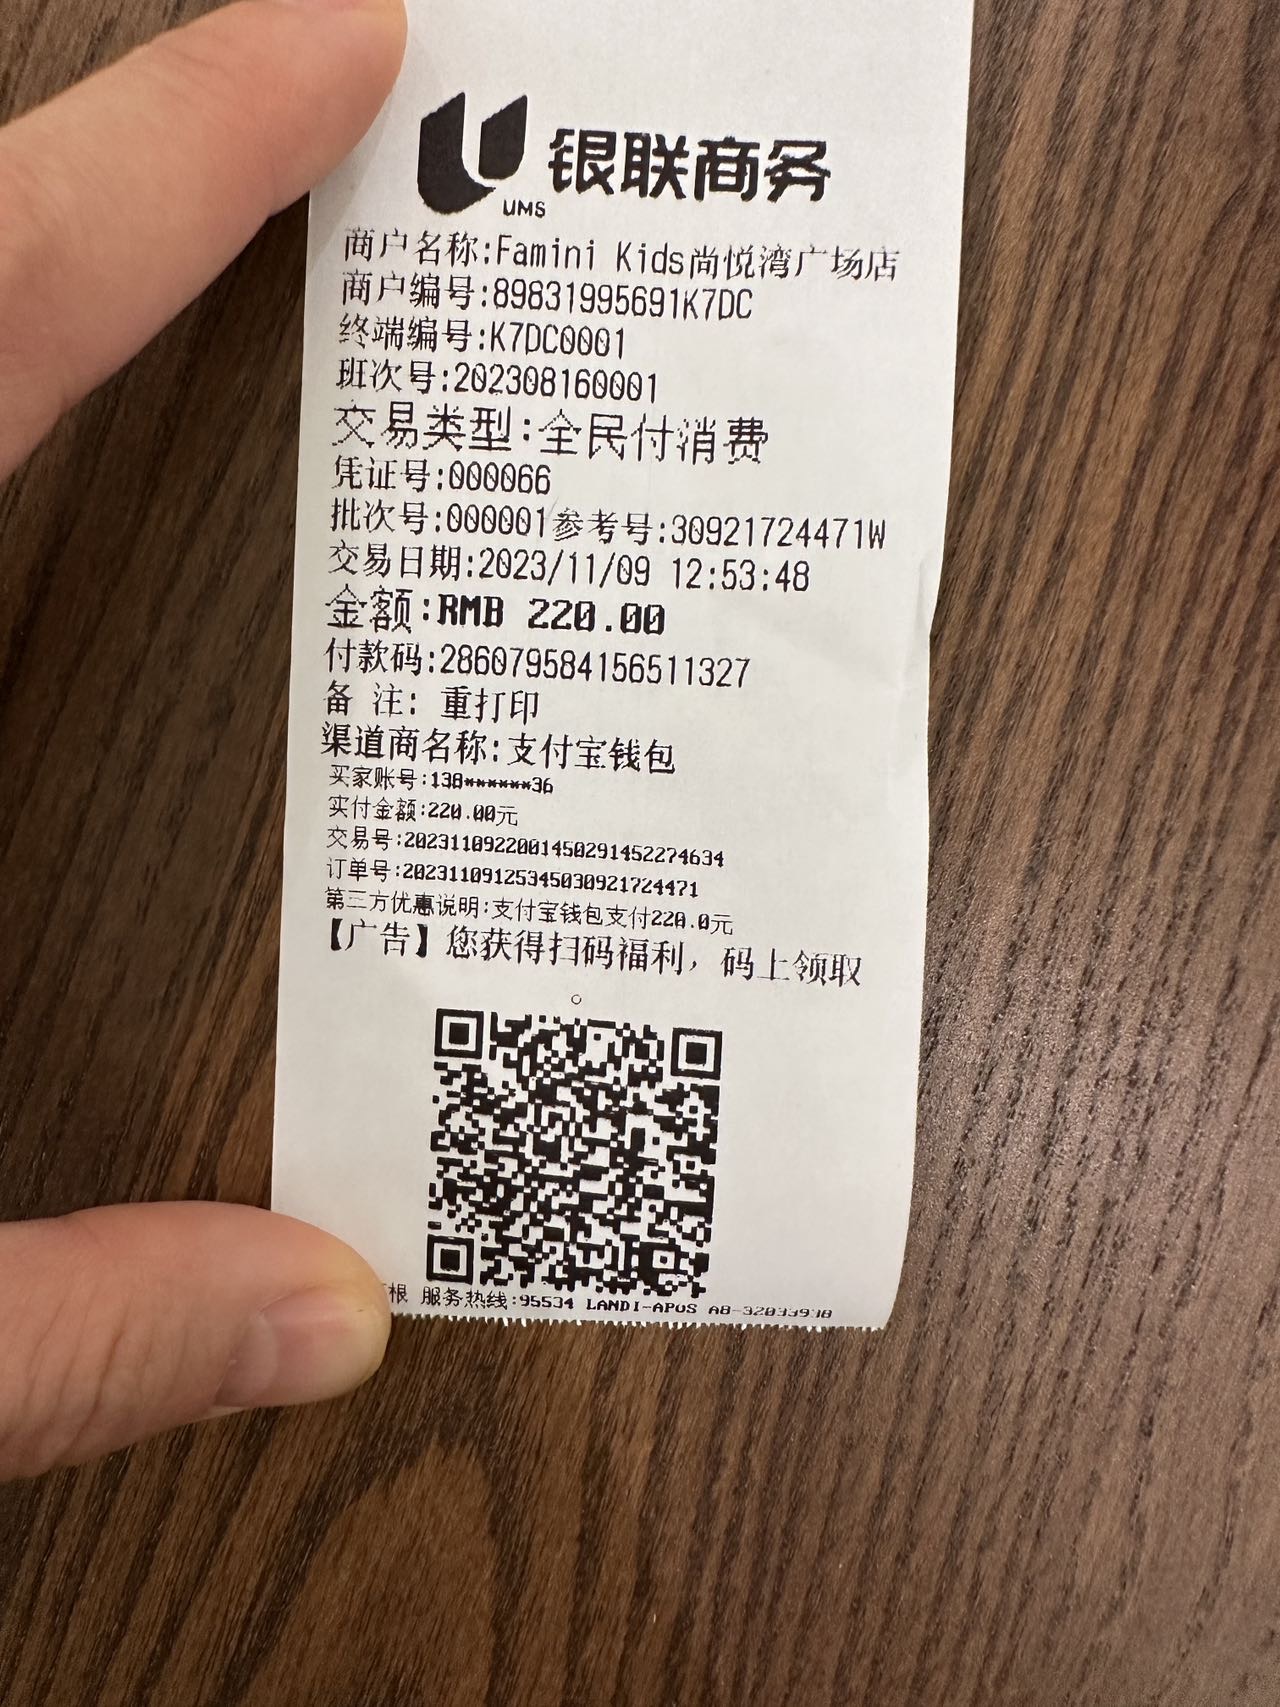 银联商务
UMS
商户名称:Famini Kids尚悦湾广场店
商户编号:89831995691K7DC
终端编号:K7DC0001
班次号:202308160001
交易类型:全民付消费
凭证号:000066
批次号:000001参考号:30921724471W
交易日期:2023/11/09 12:53:48
金额:RMB 220.00
付款码:286079584156511327
备 注: 重打印
渠道商名称:支付宝钱包
买家账号:138******36
实付金额:220.00元
交易号:2023110922001450291452274634
订单号:20231109125345030921724471
第三方优惠说明:支付宝钱包支付220.0元
【广告】您获得扫码福利，码上领取
。
根 服务热线:95534 LANDI-APOS A8-32033938